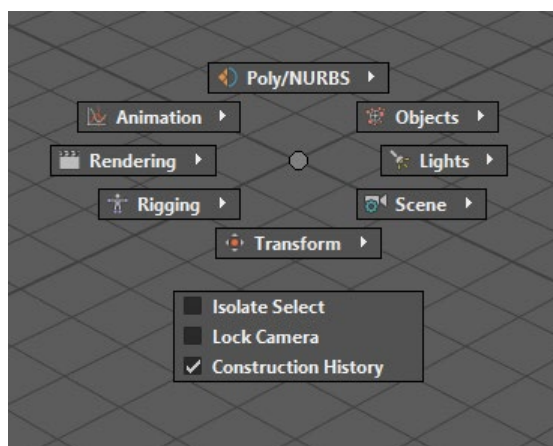 Poly/NURBS
Animation
Objects
Rendering
Lights
Rigging
Scene
Transform
Isolate Select
Lock Camera
Construction History